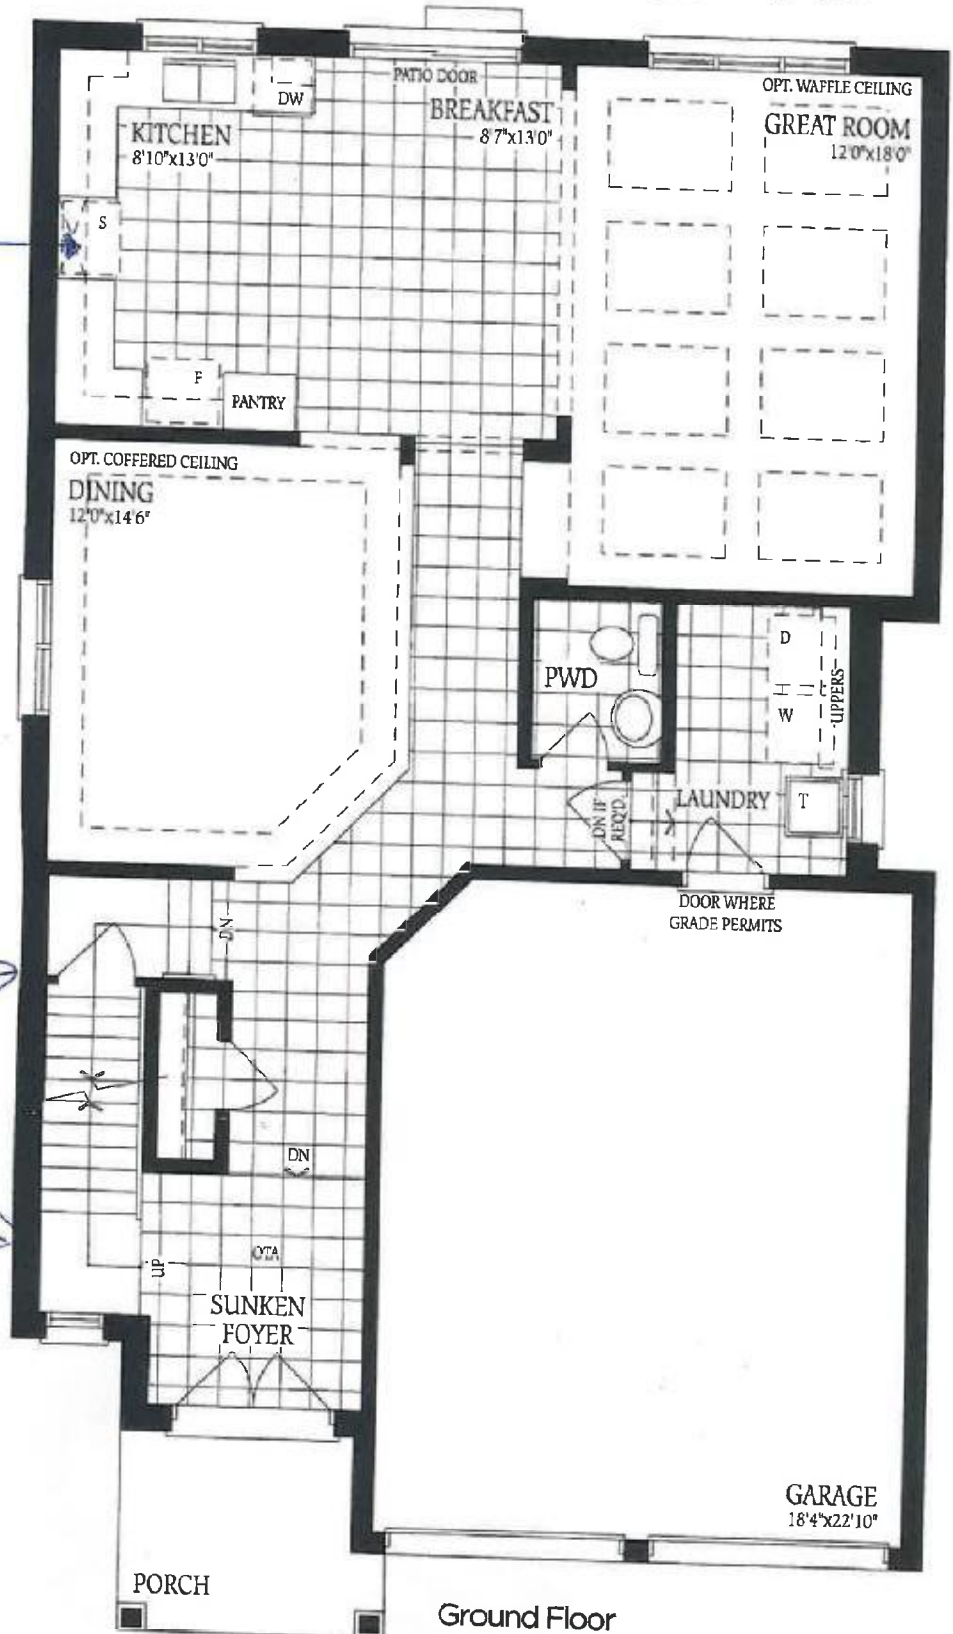 PATIO DOOR
OPT. WAFFLE CEILING
DW
BREAKFAST
8'7"x13'0"
GREAT ROOM
12'0"x18'0"
KITCHEN
8'10"x13'0"
S
F
PANTRY
OPT. COFFERED CEILING
DINING
12'0"x14'6"
D
W
UPPERS
PWD
LAUNDRY
T
DN IF
REQ'D
DOOR WHERE
GRADE PERMITS
DN
DN
UP
OTA
SUNKEN
FOYER
GARAGE
18'4"x22'10"
PORCH
Ground Floor